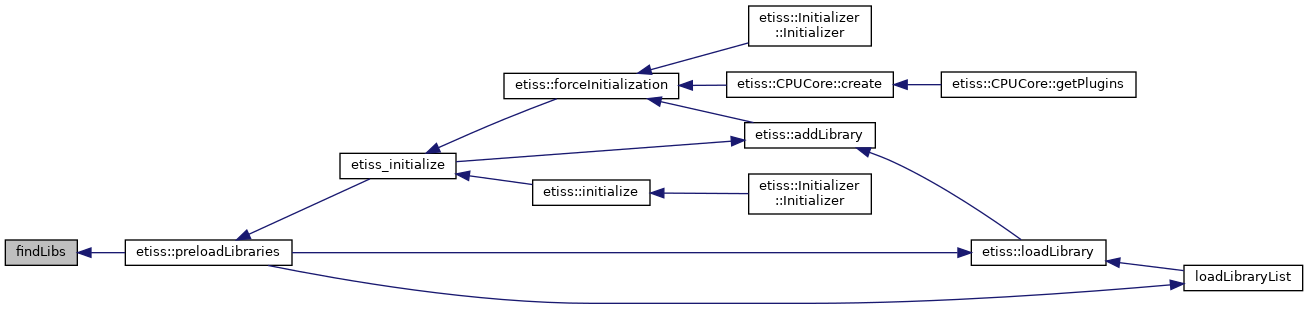 etiss::Initializer
::Initializer
etiss::forceInitialization
etiss::CPUCore::create
etiss::CPUCore::getPlugins
etiss::addLibrary
etiss_initialize
etiss::initialize
etiss::Initializer
::Initializer
findLibs
etiss::preloadLibraries
etiss::loadLibrary
loadLibraryList